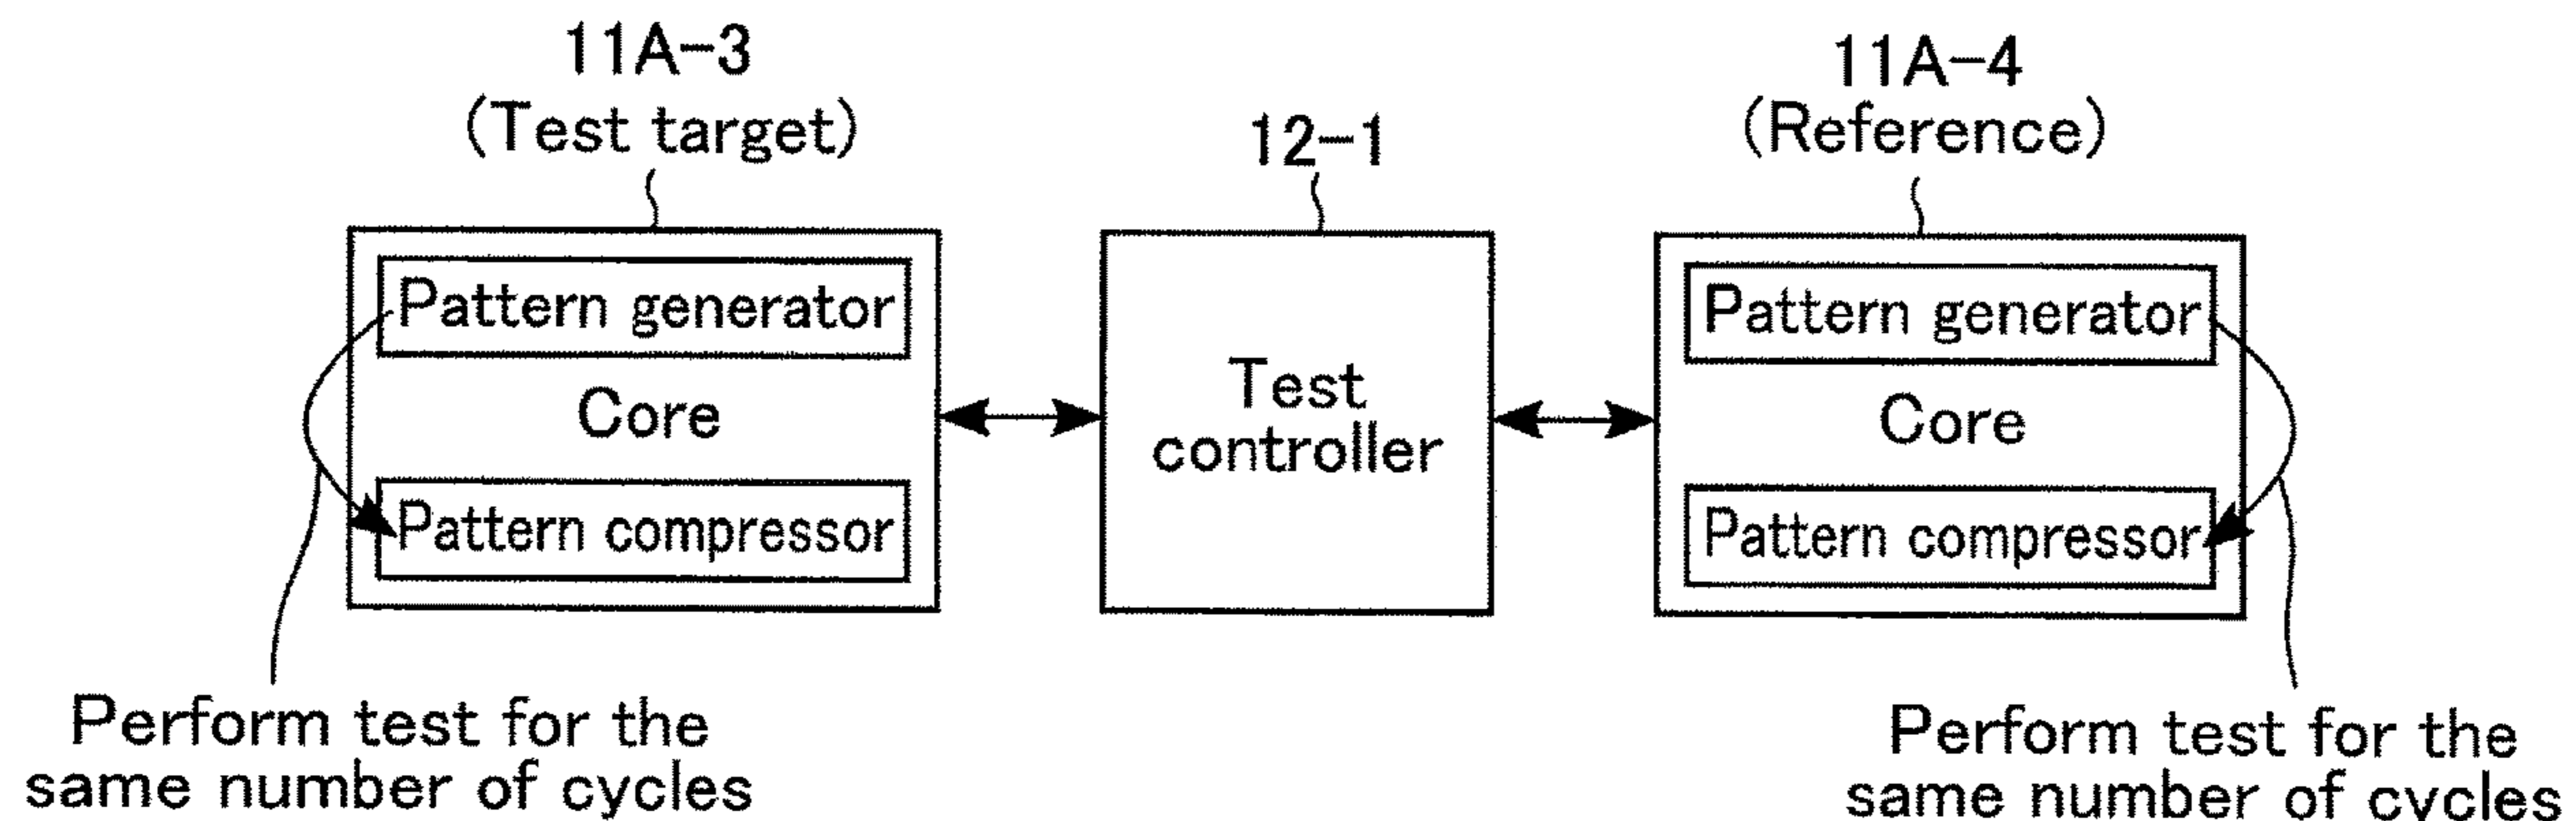 11A-3
(Test target)
12-1
11A-4
(Reference)
Pattern generator
Core
Pattern compressor
Test
controller
Pattern generator
Core
Pattern compressor
Perform test for the
same number of cycles
Perform test for the
same number of cycles